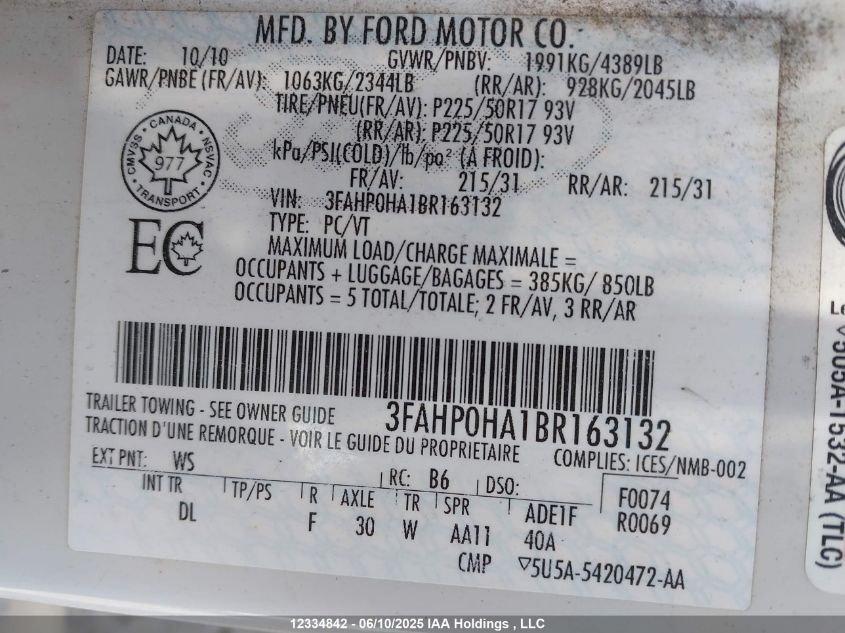 MFD. BY FORD MOTOR CO.
DATE: 10/10 GVWR/PNBV: 1991KG/4389LB
GAWR/PNBE (FR/AV): 1063KG/2344LB (RR/AR): 928KG/2045LB
TIRE/PNEU(FR/AV): P225/50R17 93V
(RR/AR): P225/50R17 93V
kPa/PSI(COLD)/lb/po² (A FROID):
FR/AV: 215/31 RR/AR: 215/31
VIN: 3FAHP0HA1BR163132
TYPE: PC/VT
MAXIMUM LOAD/CHARGE MAXIMALE =
OCCUPANTS + LUGGAGE/BAGAGES = 385KG/ 850LB
OCCUPANTS = 5 TOTAL/TOTALE; 2 FR/AV, 3 RR/AR
CANADA
CMVSS NSVAC
977
TRANSPORT
EC
3FAHP0HA1BR163132
TRAILER TOWING - SEE OWNER GUIDE
TRACTION D'UNE REMORQUE - VOIR LE GUIDE DU PROPRIETAIRE
COMPLIES: ICES/NMB-002
EXT PNT: WS RC: B6 DSO: F0074
INT TR TP/PS R AXLE TR SPR ADE1F R0069
DL F 30 W AA11 40A
CMP ▽5U5A-5420472-AA
5U5A-1532-AA (TLC)
12334842 - 06/10/2025 IAA Holdings , LLC